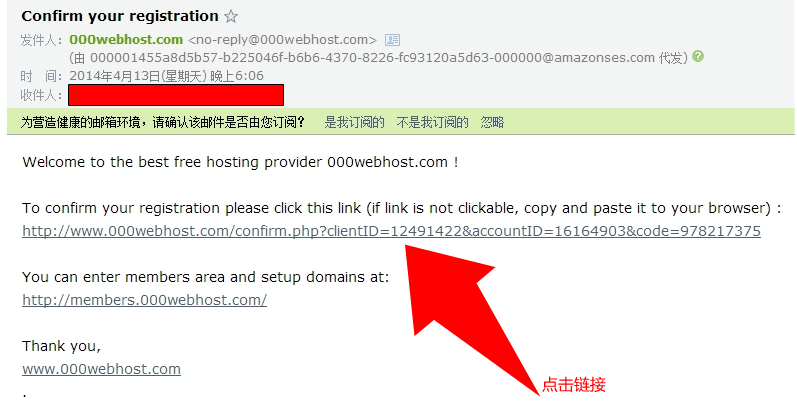 Confirm your registration
发件人：000webhost.com <no-reply@000webhost.com>
(由 000001455a8d5b57-b225046f-b6b6-4370-8226-fc93120a5d63-000000@amazonses.com 代发)
时 间：2014年4月13日(星期天) 晚上6:06
收件人：
为营造健康的邮箱环境，请确认该邮件是否由您订阅？ 是我订阅的 不是我订阅的 忽略
Welcome to the best free hosting provider 000webhost.com !
To confirm your registration please click this link (if link is not clickable, copy and paste it to your browser) :
http://www.000webhost.com/confirm.php?clientID=12491422&accountID=16164903&code=978217375
You can enter members area and setup domains at:
http://members.000webhost.com/
Thank you,
www.000webhost.com
点击链接